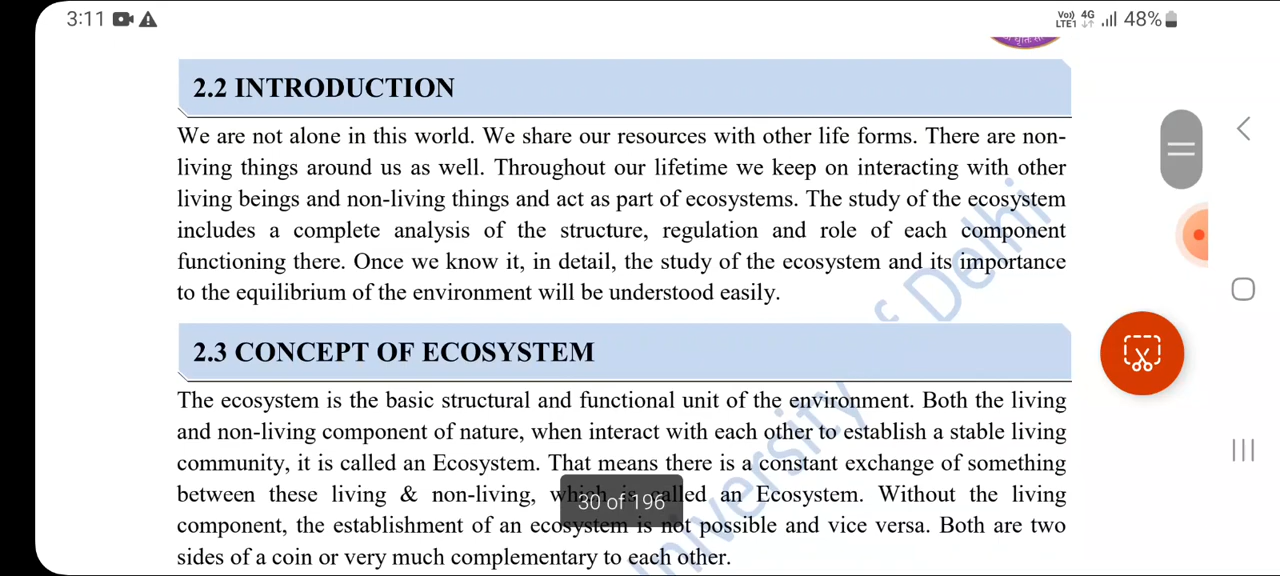 3:11
Vo)) 4G
LTE1
48%
2.2 INTRODUCTION
We are not alone in this world. We share our resources with other life forms. There are non-
living things around us as well. Throughout our lifetime we keep on interacting with other
living beings and non-living things and act as part of ecosystems. The study of the ecosystem
includes a complete analysis of the structure, regulation and role of each component
functioning there. Once we know it, in detail, the study of the ecosystem and its importance
to the equilibrium of the environment will be understood easily.
2.3 CONCEPT OF ECOSYSTEM
The ecosystem is the basic structural and functional unit of the environment. Both the living
and non-living component of nature, when interact with each other to establish a stable living
community, it is called an Ecosystem. That means there is a constant exchange of something
between these living & non-living, which is called an Ecosystem. Without the living
30 of 196
component, the establishment of an ecosystem is not possible and vice versa. Both are two
sides of a coin or very much complementary to each other.
University of Delhi